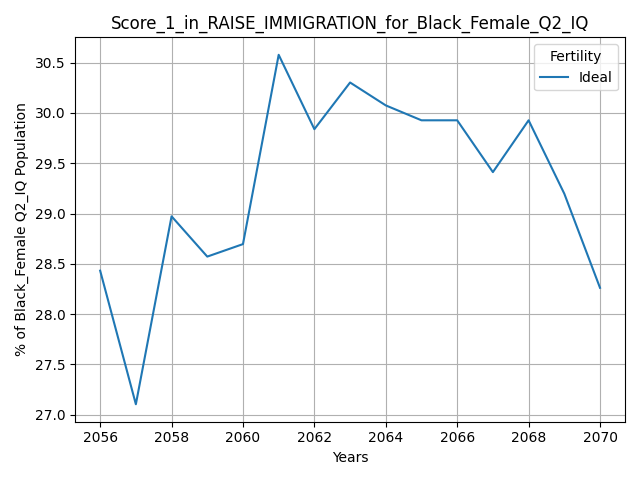 Score_1_in_RAISE_IMMIGRATION_for_Black_Female_Q2_IQ
Fertility
Ideal
% of Black_Female Q2_IQ Population
30.5
30.0
29.5
29.0
28.5
28.0
27.5
27.0
2056 2058 2060 2062 2064 2066 2068 2070
Years